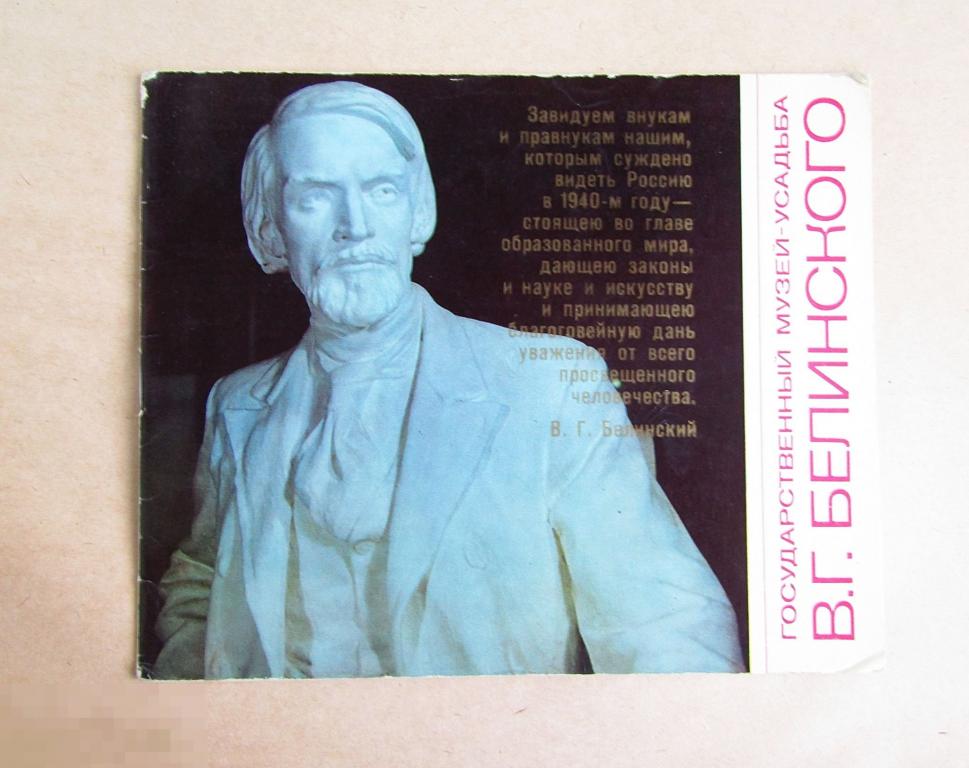 Завидуем внукам
и правнукам нашим,
которым суждено
видеть Россию
в 1940-м году—
стоящею во главе
образованного мира,
дающею законы
и науке и искусству
и принимающею
благоговейную дань
уважения от всего
просвещенного
человечества.
В. Г. Белинский
ГОСУДАРСТВЕННЫЙ МУЗЕЙ-УСАДЬБА
В.Г. БЕЛИНСКОГО